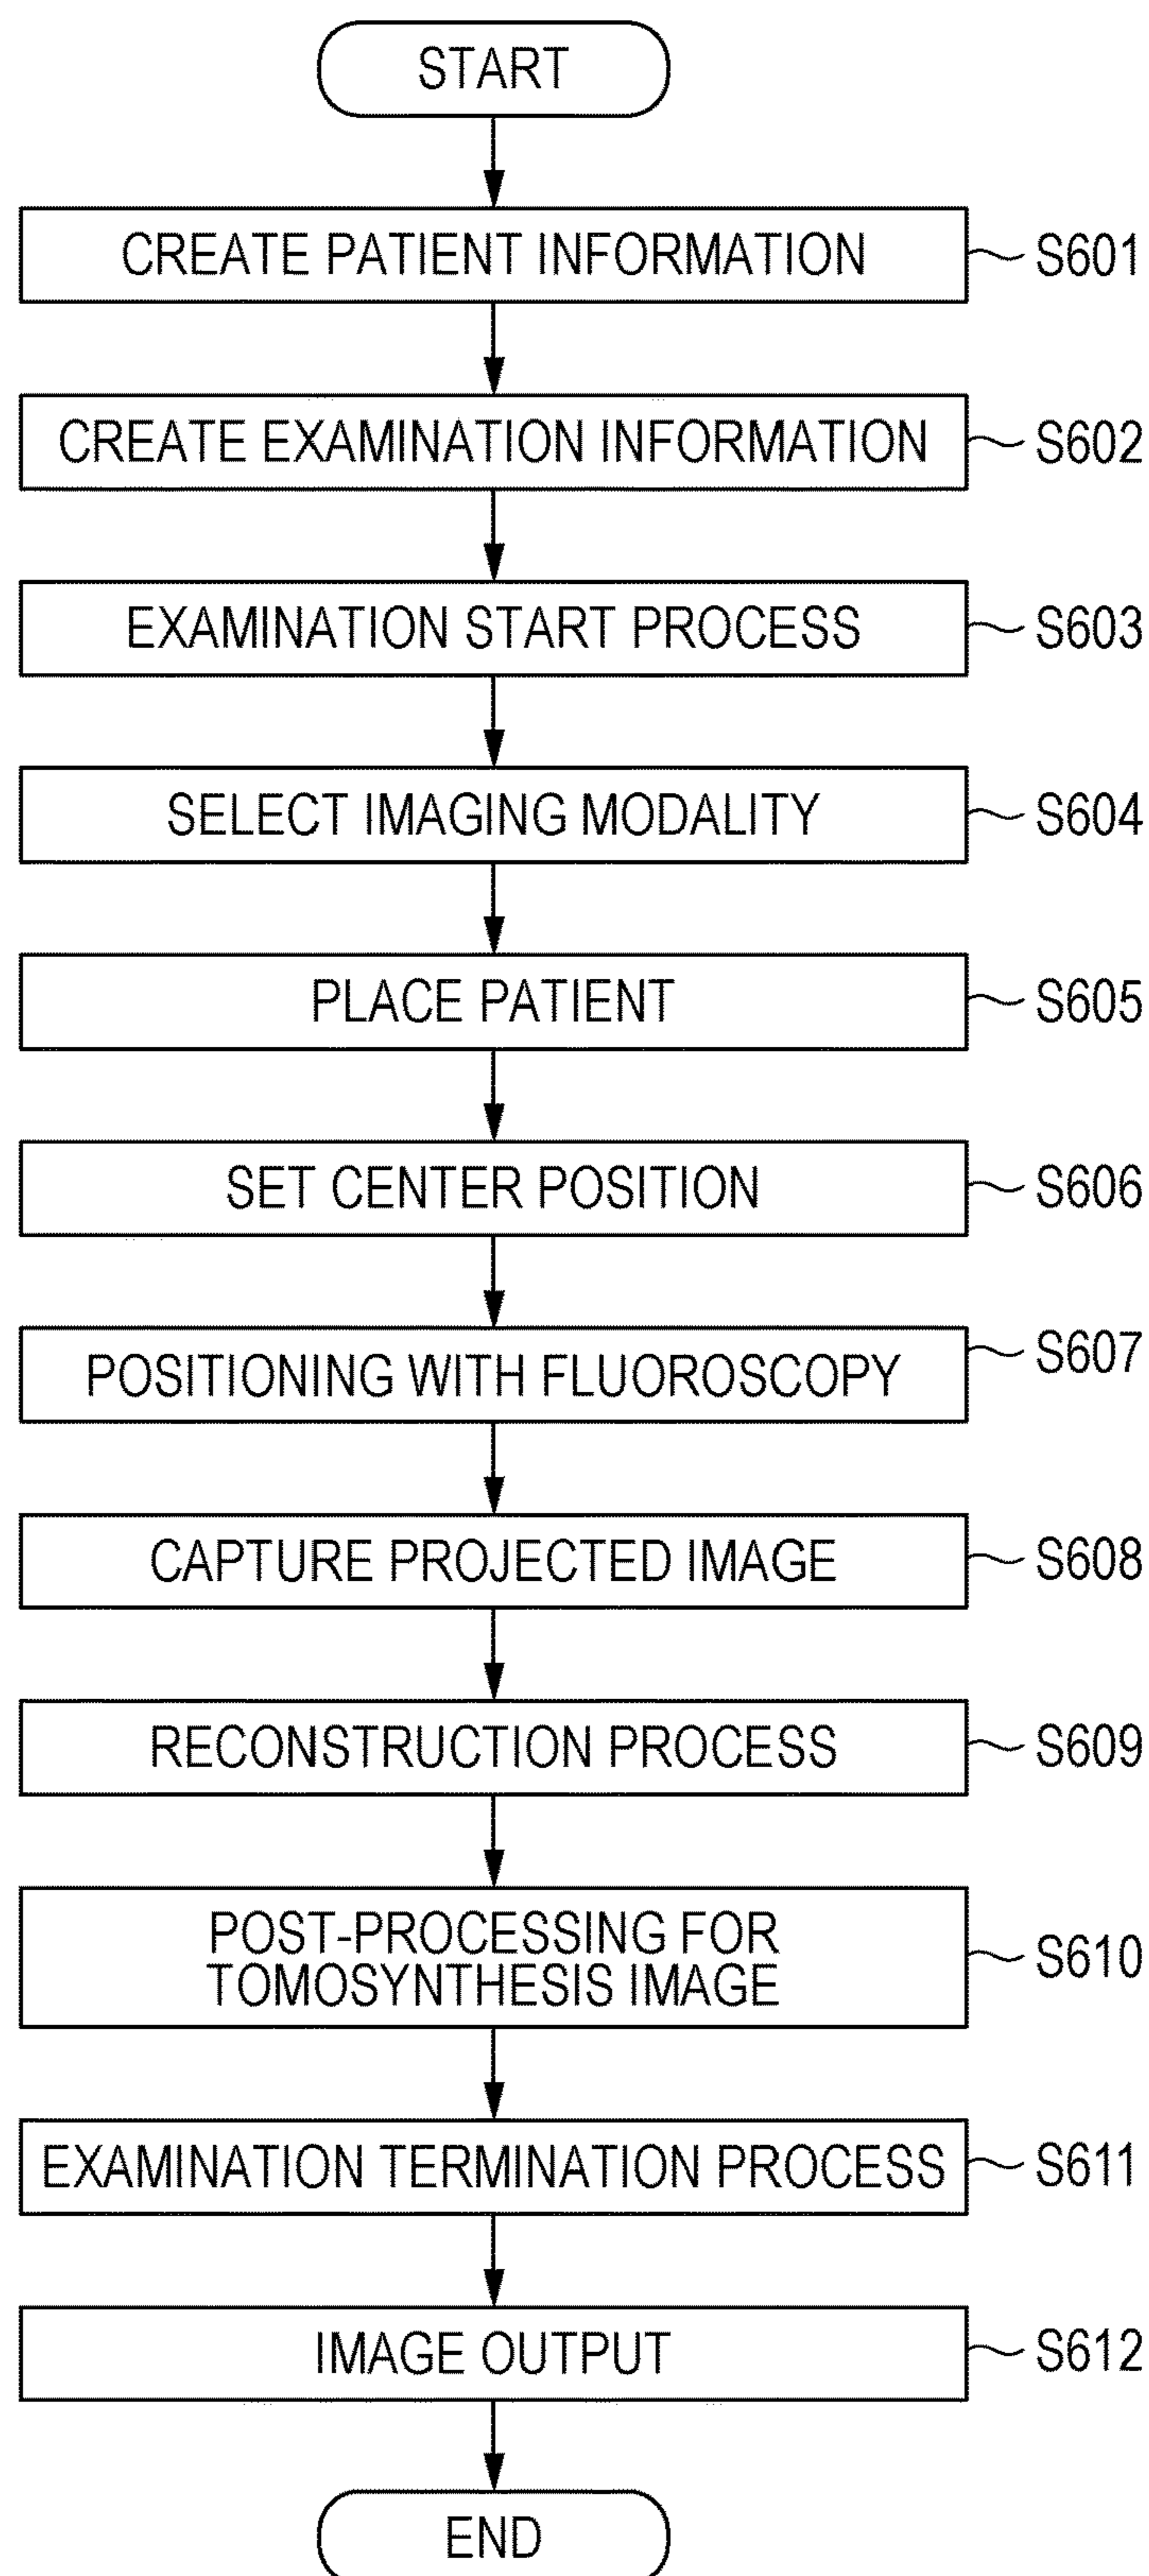 START
CREATE PATIENT INFORMATION
S601
CREATE EXAMINATION INFORMATION
S602
EXAMINATION START PROCESS
S603
SELECT IMAGING MODALITY
S604
PLACE PATIENT
S605
SET CENTER POSITION
S606
POSITIONING WITH FLUOROSCOPY
S607
CAPTURE PROJECTED IMAGE
S608
RECONSTRUCTION PROCESS
S609
POST-PROCESSING FOR
TOMOSYNTHESIS IMAGE
S610
EXAMINATION TERMINATION PROCESS
S611
IMAGE OUTPUT
S612
END